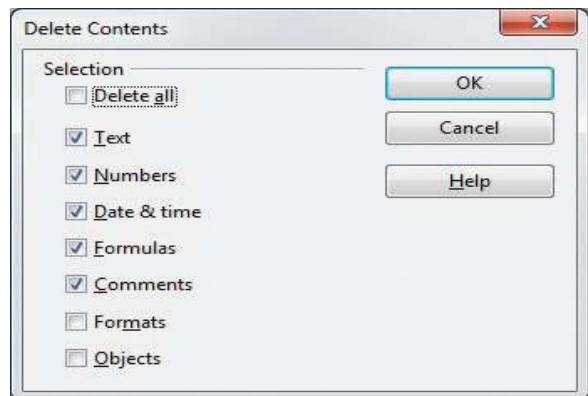 Delete Contents
Selection
Delete all
Text
Numbers
Date & time
Formulas
Comments
Formats
Objects
OK
Cancel
Help